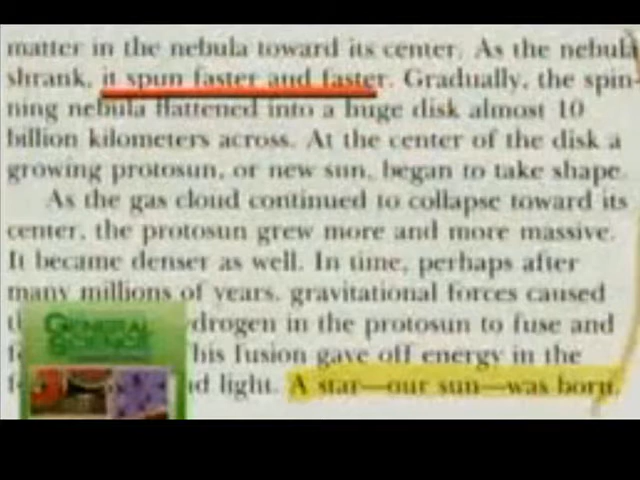 matter in the nebula toward its center. As the nebula
shrank, it spun faster and faster. Gradually, the spin-
ning nebula flattened into a huge disk almost 10
billion kilometers across. At the center of the disk a
growing protosun, or new sun, began to take shape.
As the gas cloud continued to collapse toward its
center, the protosun grew more and more massive.
It became denser as well. In time, perhaps after
many millions of years, gravitational forces caused
drogen in the protosun to fuse and
his fusion gave off energy in the
d light. A star—our sun—was born.
GENERAL
SCIENCE